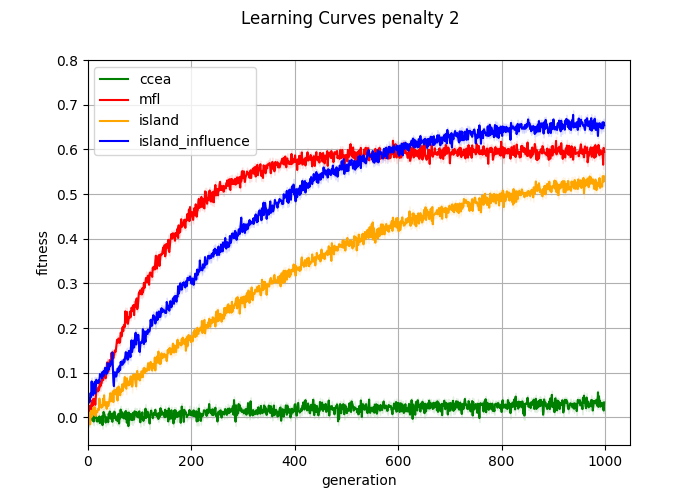 Learning Curves penalty 2
ccea
mfl
island
island_influence
fitness
0.8
0.7
0.6
0.5
0.4
0.3
0.2
0.1
0.0
0
200
400
600
800
1000
generation